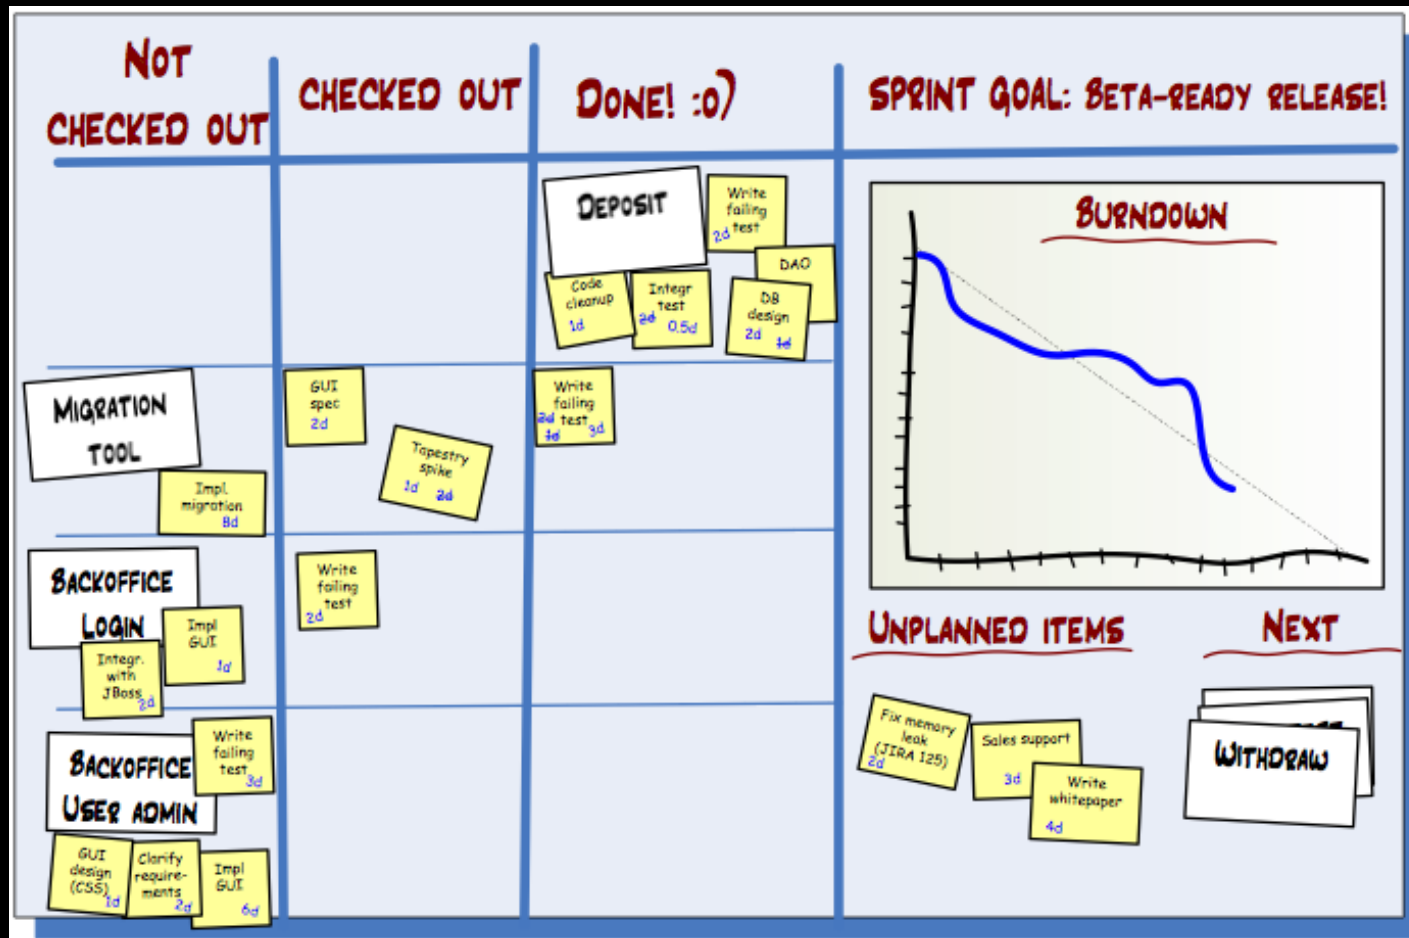 Not
checked out
checked out
Done! :o)
Sprint goal: Beta-ready release!
Deposit
Write
failing
test
2d
DAO
Code
cleanup
1d
Integr
test
2d
0.5d
DB
design
2d
1d
Burndown
Migration
tool
Impl.
migration
8d
GUI
spec
2d
Tapestry
spike
1d
2d
Write
failing
test
2d
1d
3d
Backoffice
Login
Impl
GUI
1d
Integr.
with
JBoss
2d
Write
failing
test
2d
Backoffice
User admin
Write
failing
test
3d
GUI
design
(CSS)
1d
Clarify
require-
ments
2d
Impl
GUI
6d
Unplanned items
Next
Fix memory
leak
(JIRA 125)
2d
Sales support
3d
Write
whitepaper
4d
Withdraw